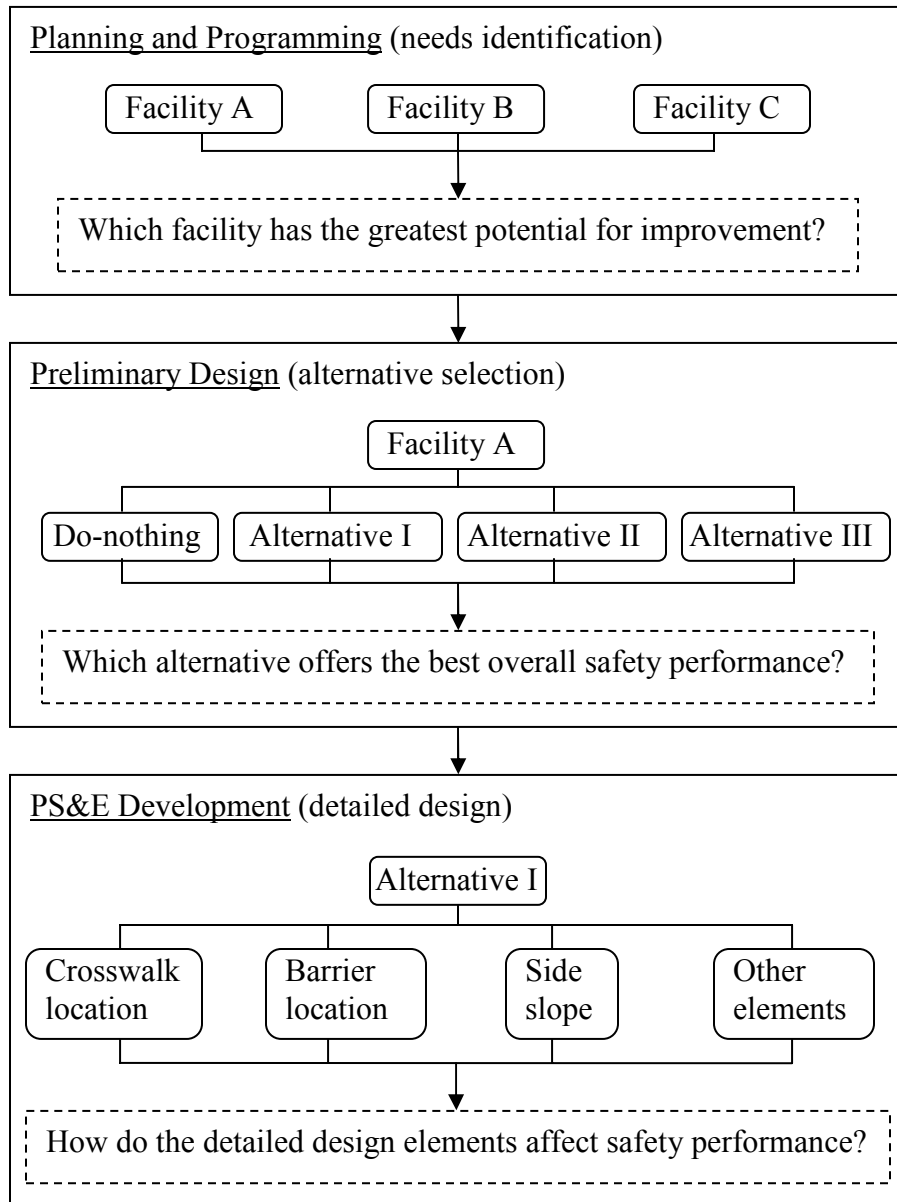 Planning and Programming (needs identification)
Facility A Facility B Facility C
Which facility has the greatest potential for improvement?
Preliminary Design (alternative selection)
Facility A
Do-nothing Alternative I Alternative II Alternative III
Which alternative offers the best overall safety performance?
PS&E Development (detailed design)
Alternative I
Crosswalk
location
Barrier
location
Side
slope
Other
elements
How do the detailed design elements affect safety performance?